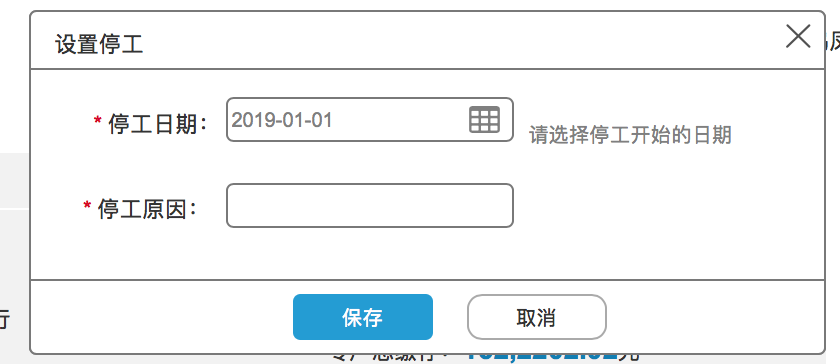 设置停工
* 停工日期：
2019-01-01
请选择停工开始的日期
* 停工原因：
保存
取消
行